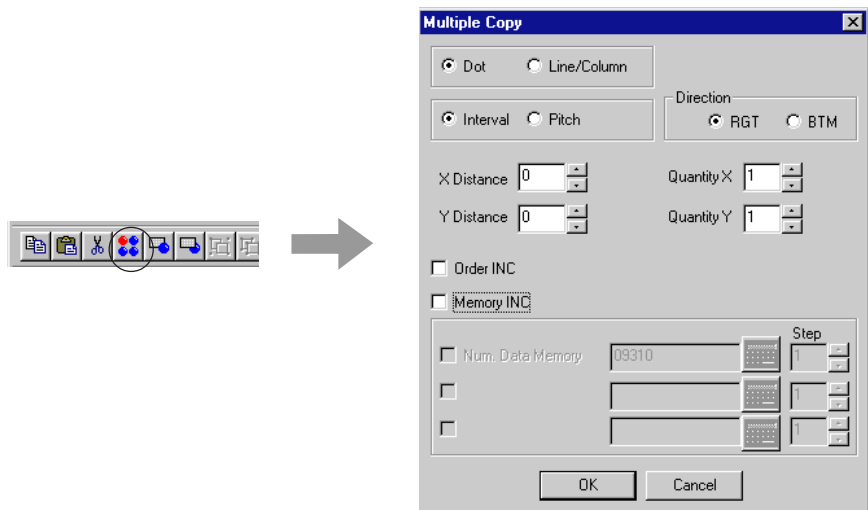 Multiple Copy
Dot Line/Column
Direction
Interval Pitch RGT BTM
X Distance 0 Quantity X 1
Y Distance 0 Quantity Y 1
Order INC
Memory INC
Step
Num. Data Memory 09310 1
1
1
OK Cancel